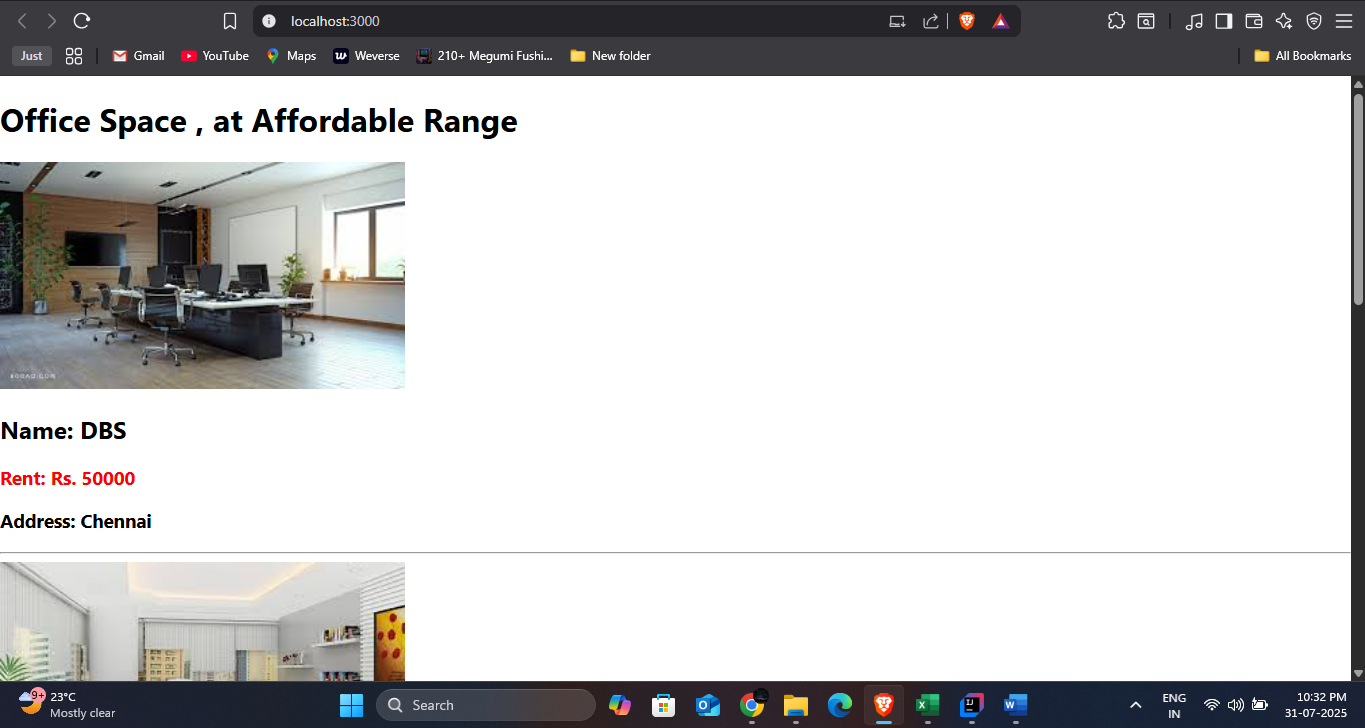 localhost:3000
Just
Gmail
YouTube
Maps
Weverse
210+ Megumi Fushi...
New folder
All Bookmarks
Office Space , at Affordable Range
Name: DBS
Rent: Rs. 50000
Address: Chennai
9+
23°C
Mostly clear
Search
ENG
IN
10:32 PM
31-07-2025